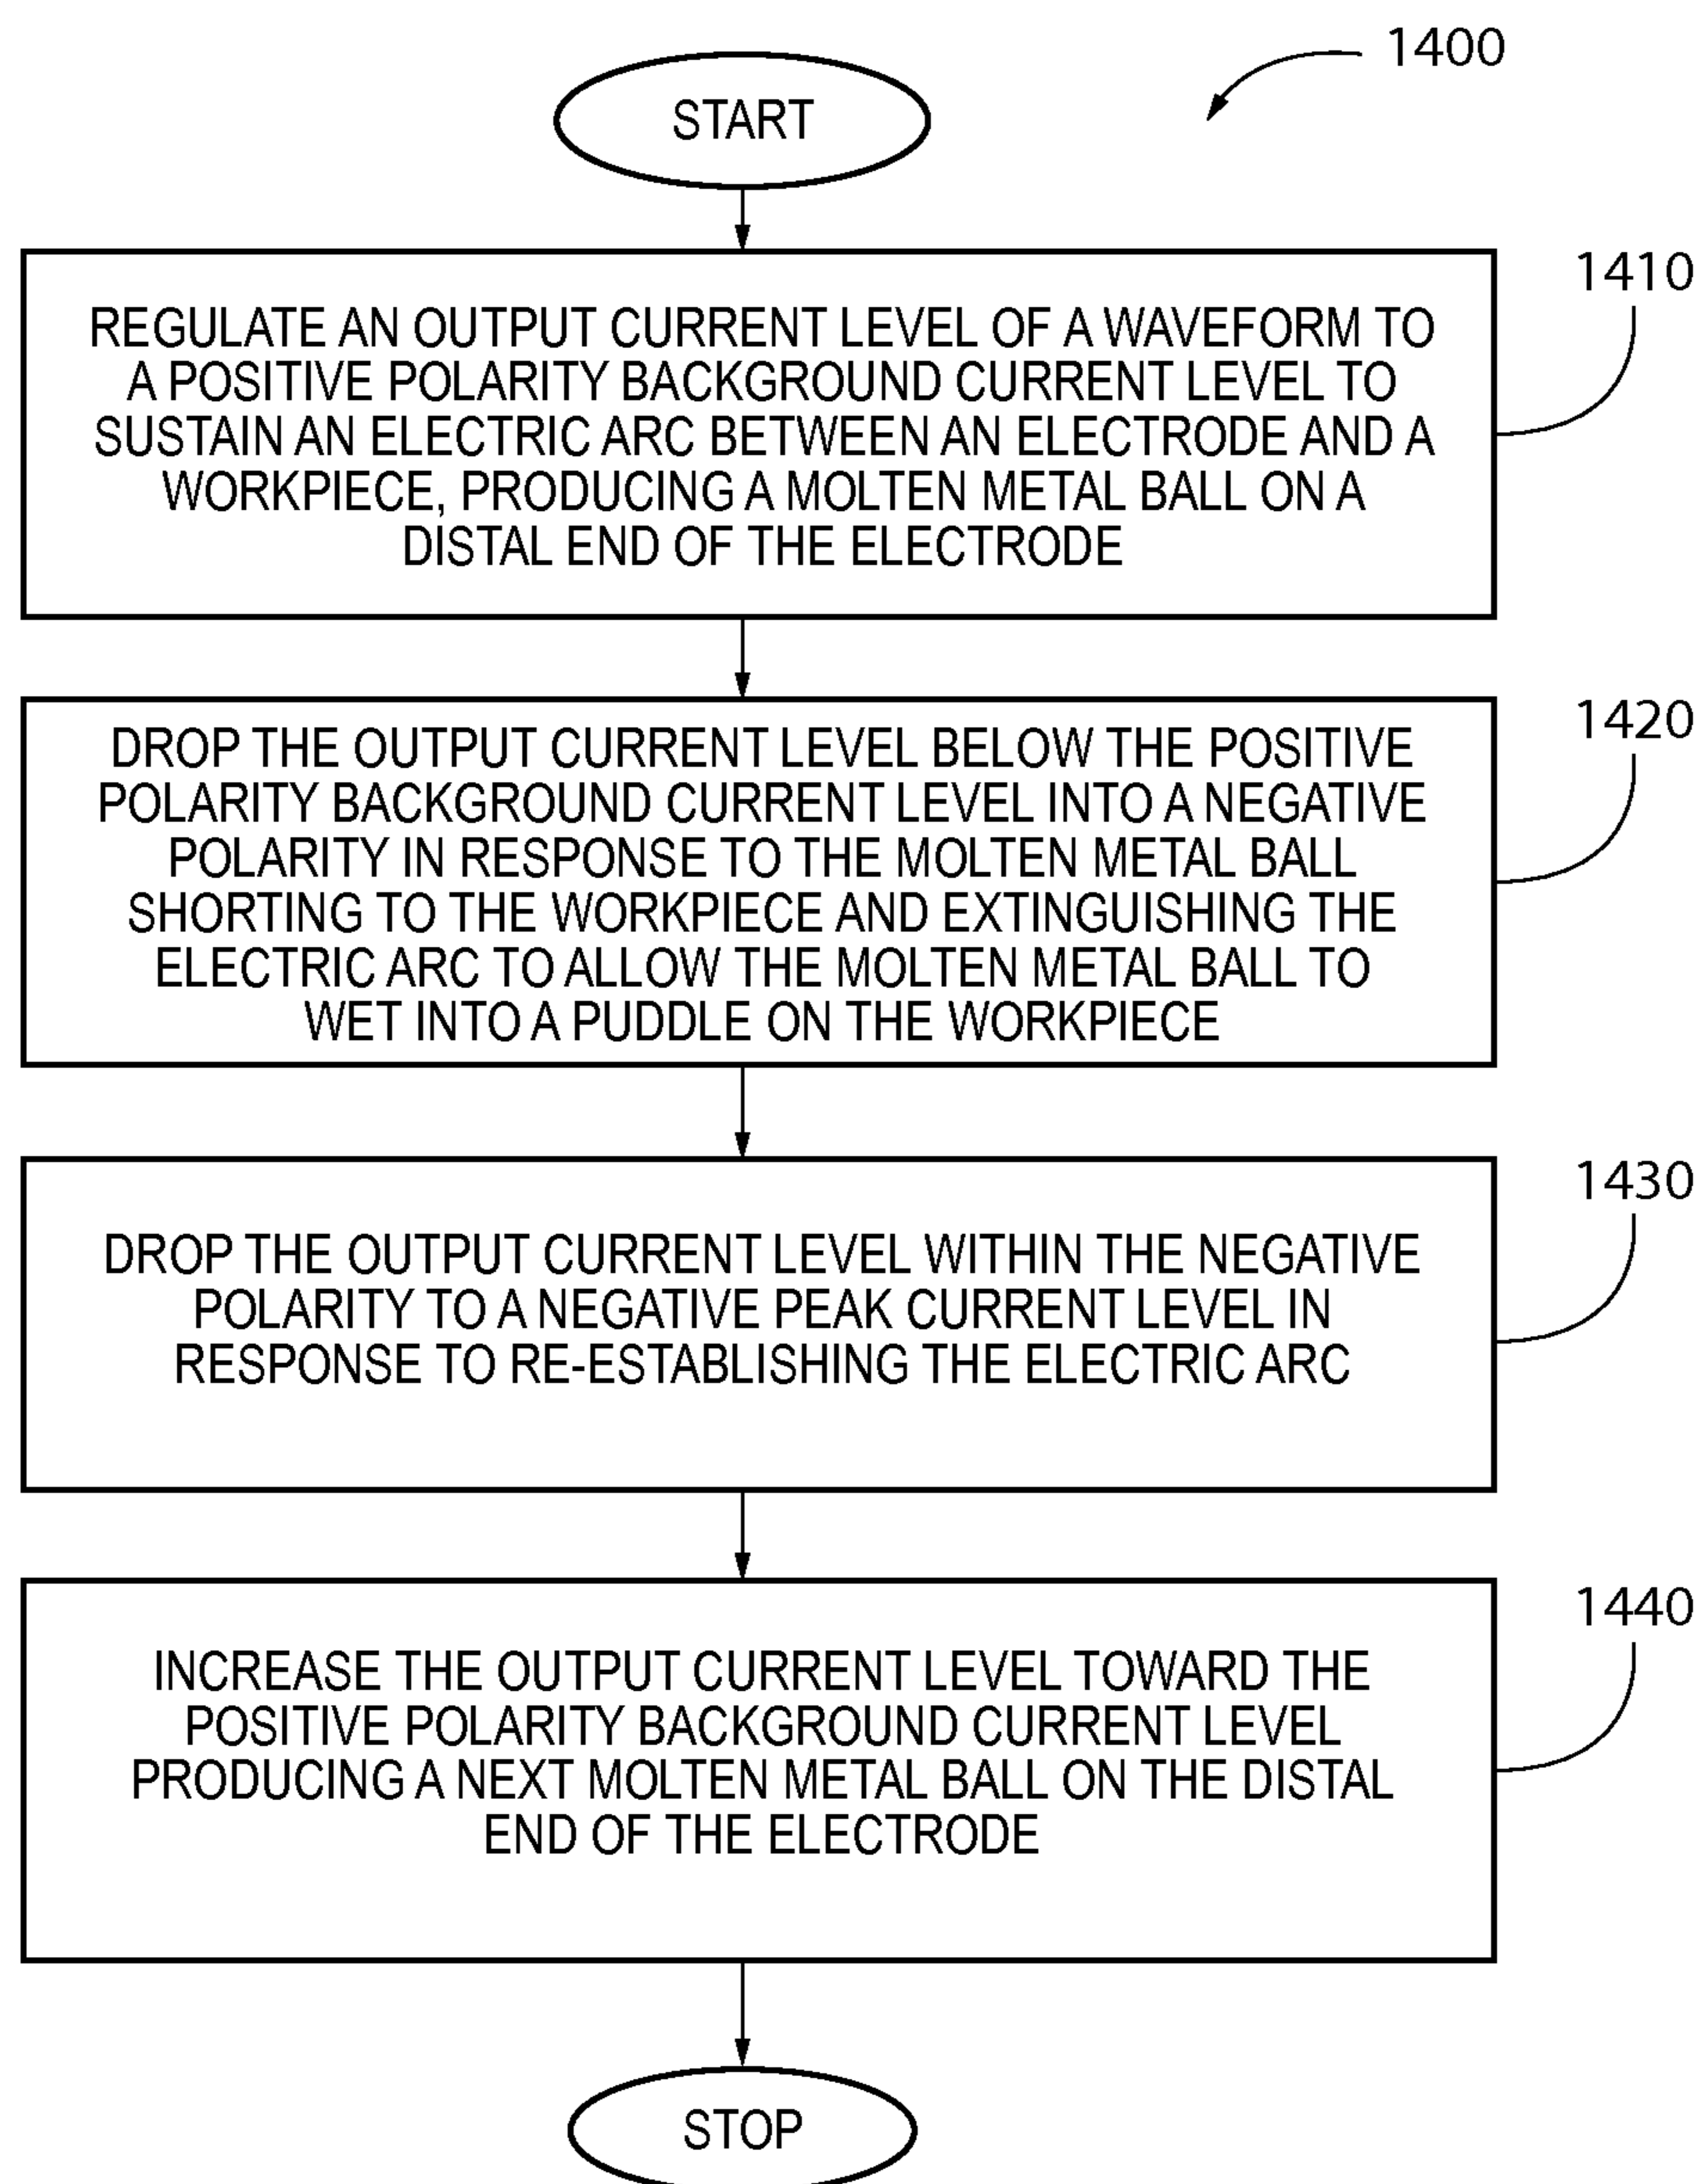 1400
START
1410
REGULATE AN OUTPUT CURRENT LEVEL OF A WAVEFORM TO
A POSITIVE POLARITY BACKGROUND CURRENT LEVEL TO
SUSTAIN AN ELECTRIC ARC BETWEEN AN ELECTRODE AND A
WORKPIECE, PRODUCING A MOLTEN METAL BALL ON A
DISTAL END OF THE ELECTRODE
1420
DROP THE OUTPUT CURRENT LEVEL BELOW THE POSITIVE
POLARITY BACKGROUND CURRENT LEVEL INTO A NEGATIVE
POLARITY IN RESPONSE TO THE MOLTEN METAL BALL
SHORTING TO THE WORKPIECE AND EXTINGUISHING THE
ELECTRIC ARC TO ALLOW THE MOLTEN METAL BALL TO
WET INTO A PUDDLE ON THE WORKPIECE
1430
DROP THE OUTPUT CURRENT LEVEL WITHIN THE NEGATIVE
POLARITY TO A NEGATIVE PEAK CURRENT LEVEL IN
RESPONSE TO RE-ESTABLISHING THE ELECTRIC ARC
1440
INCREASE THE OUTPUT CURRENT LEVEL TOWARD THE
POSITIVE POLARITY BACKGROUND CURRENT LEVEL
PRODUCING A NEXT MOLTEN METAL BALL ON THE DISTAL
END OF THE ELECTRODE
STOP